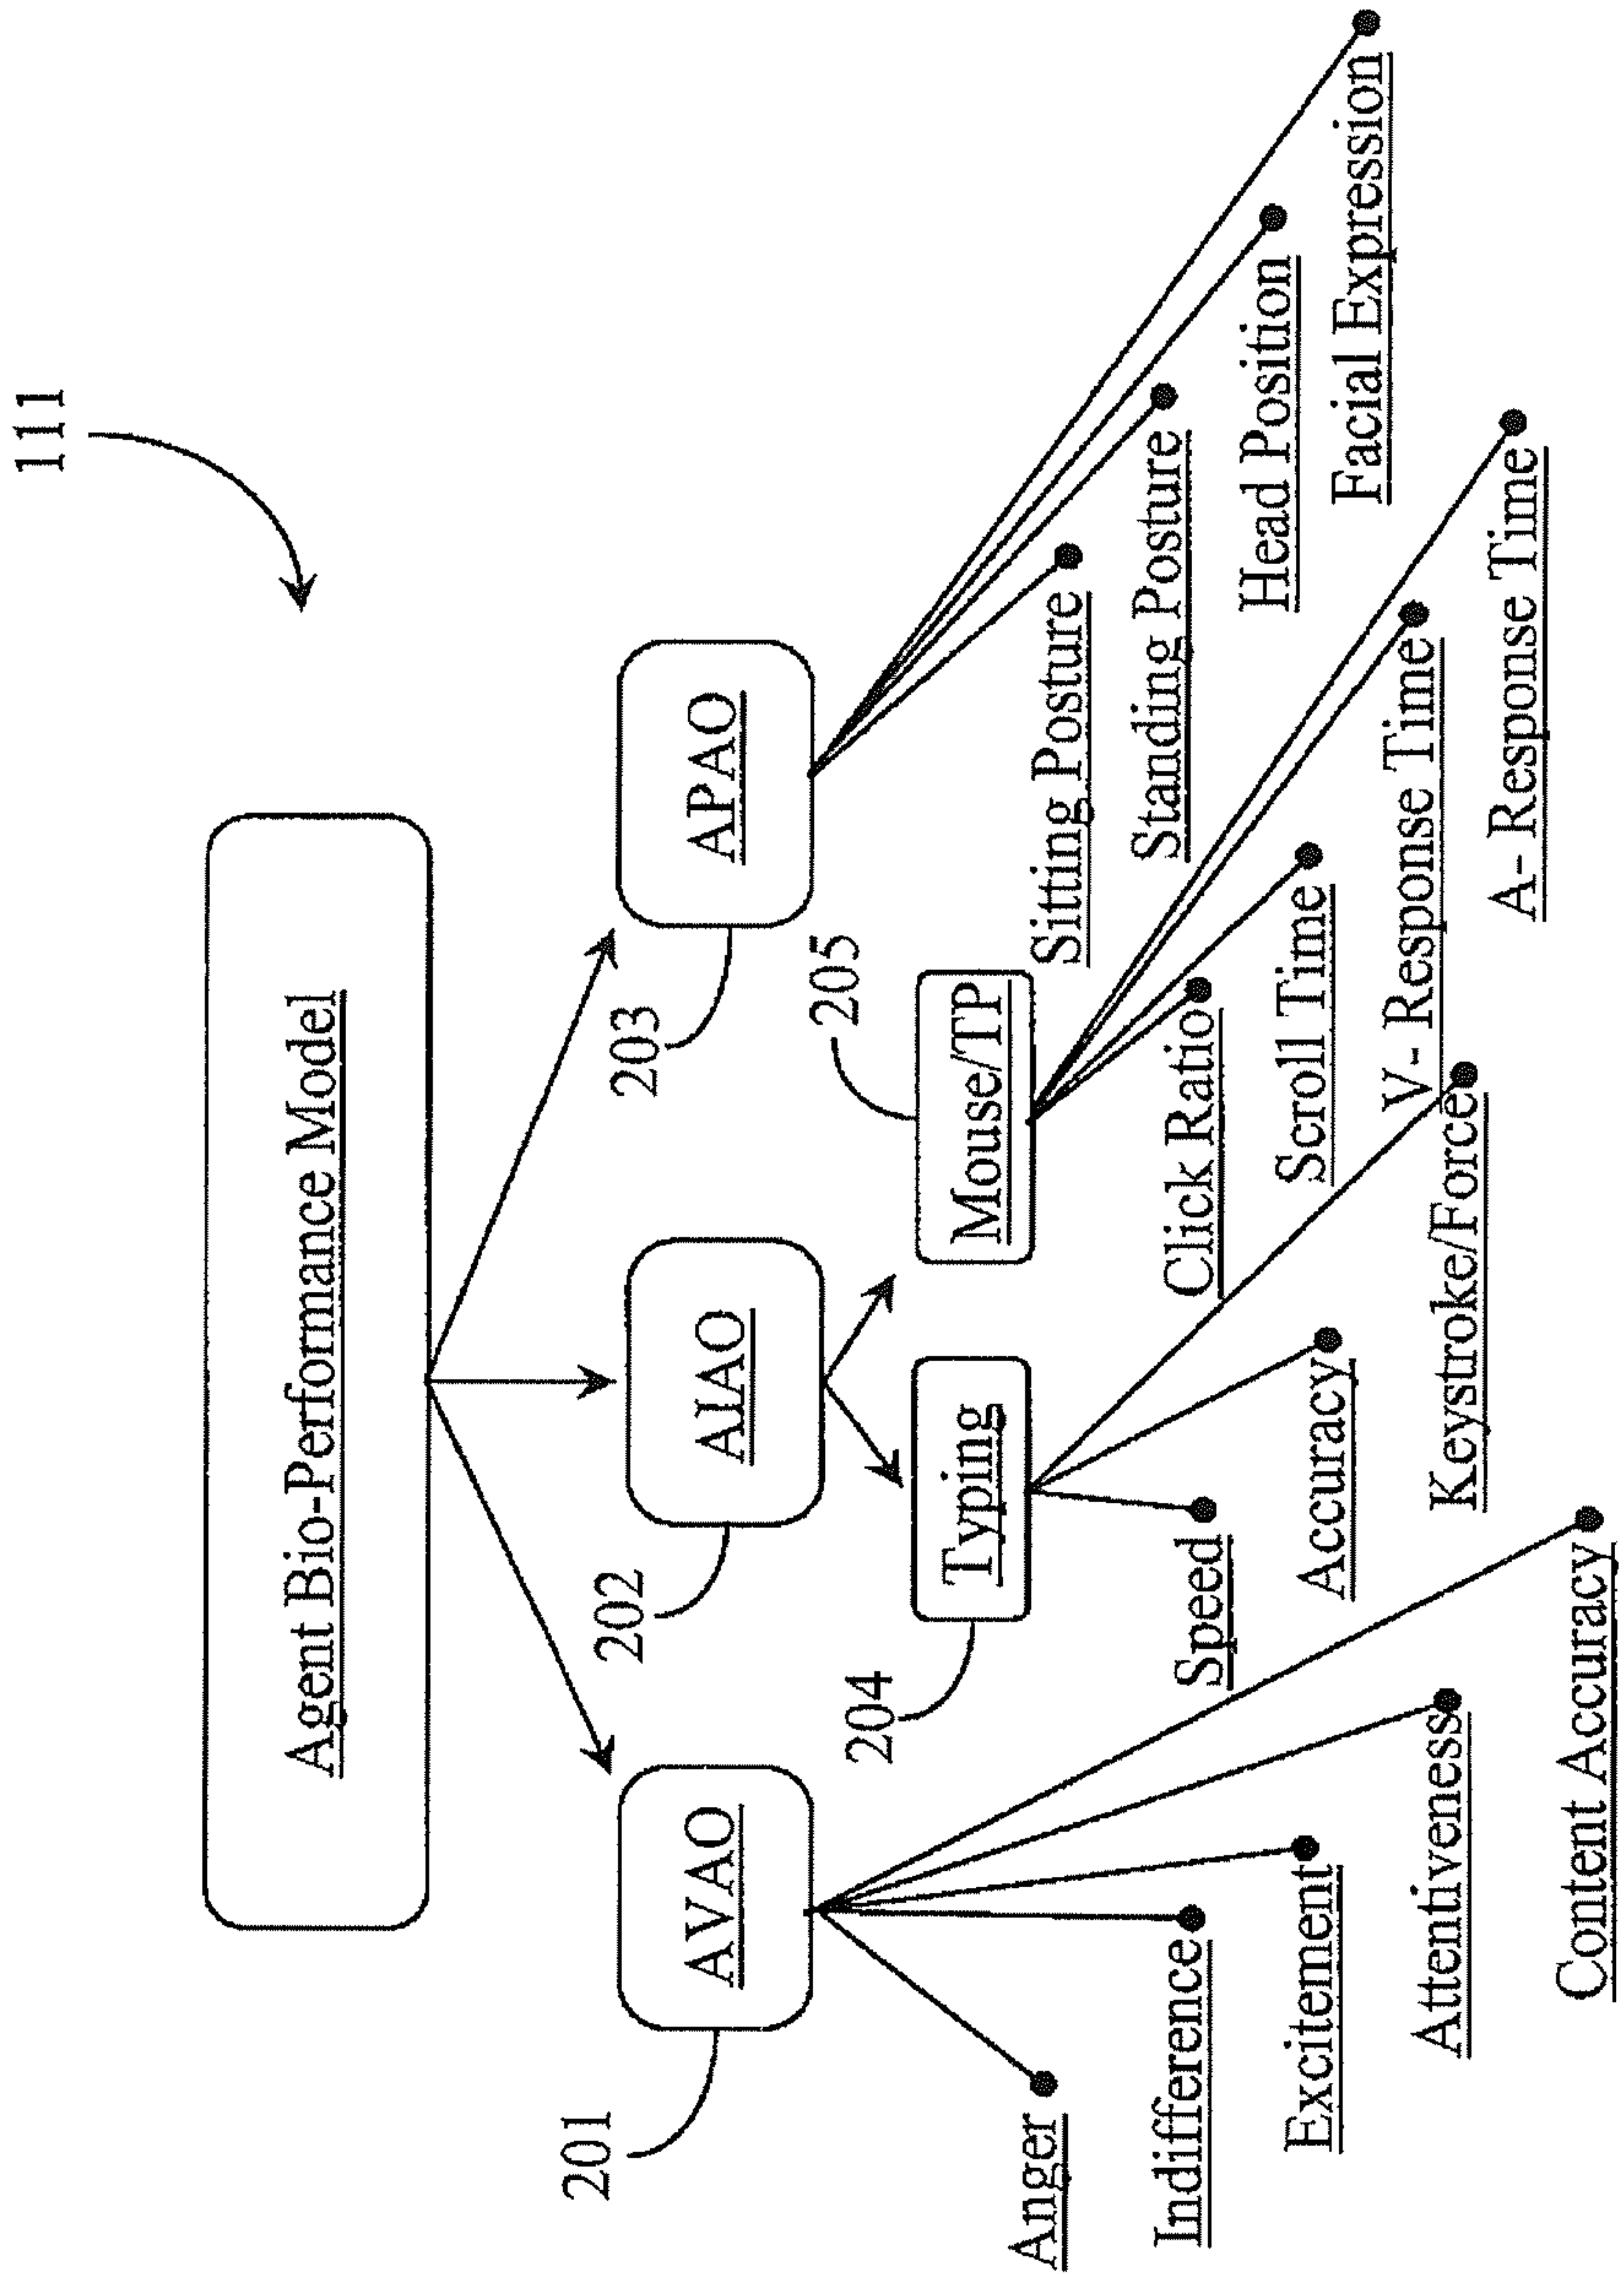 111
Agent Bio-Performance Model
201
AVAO
202
AIAO
203
APAO
204
Typing
205
Mouse/TP
Anger
Indifference
Excitement
Attentiveness
Content Accuracy
Speed
Accuracy
Keystroke/Force
Click Ratio
Scroll Time
V- Response Time
A- Response Time
Sitting Posture
Standing Posture
Head Position
Facial Expression